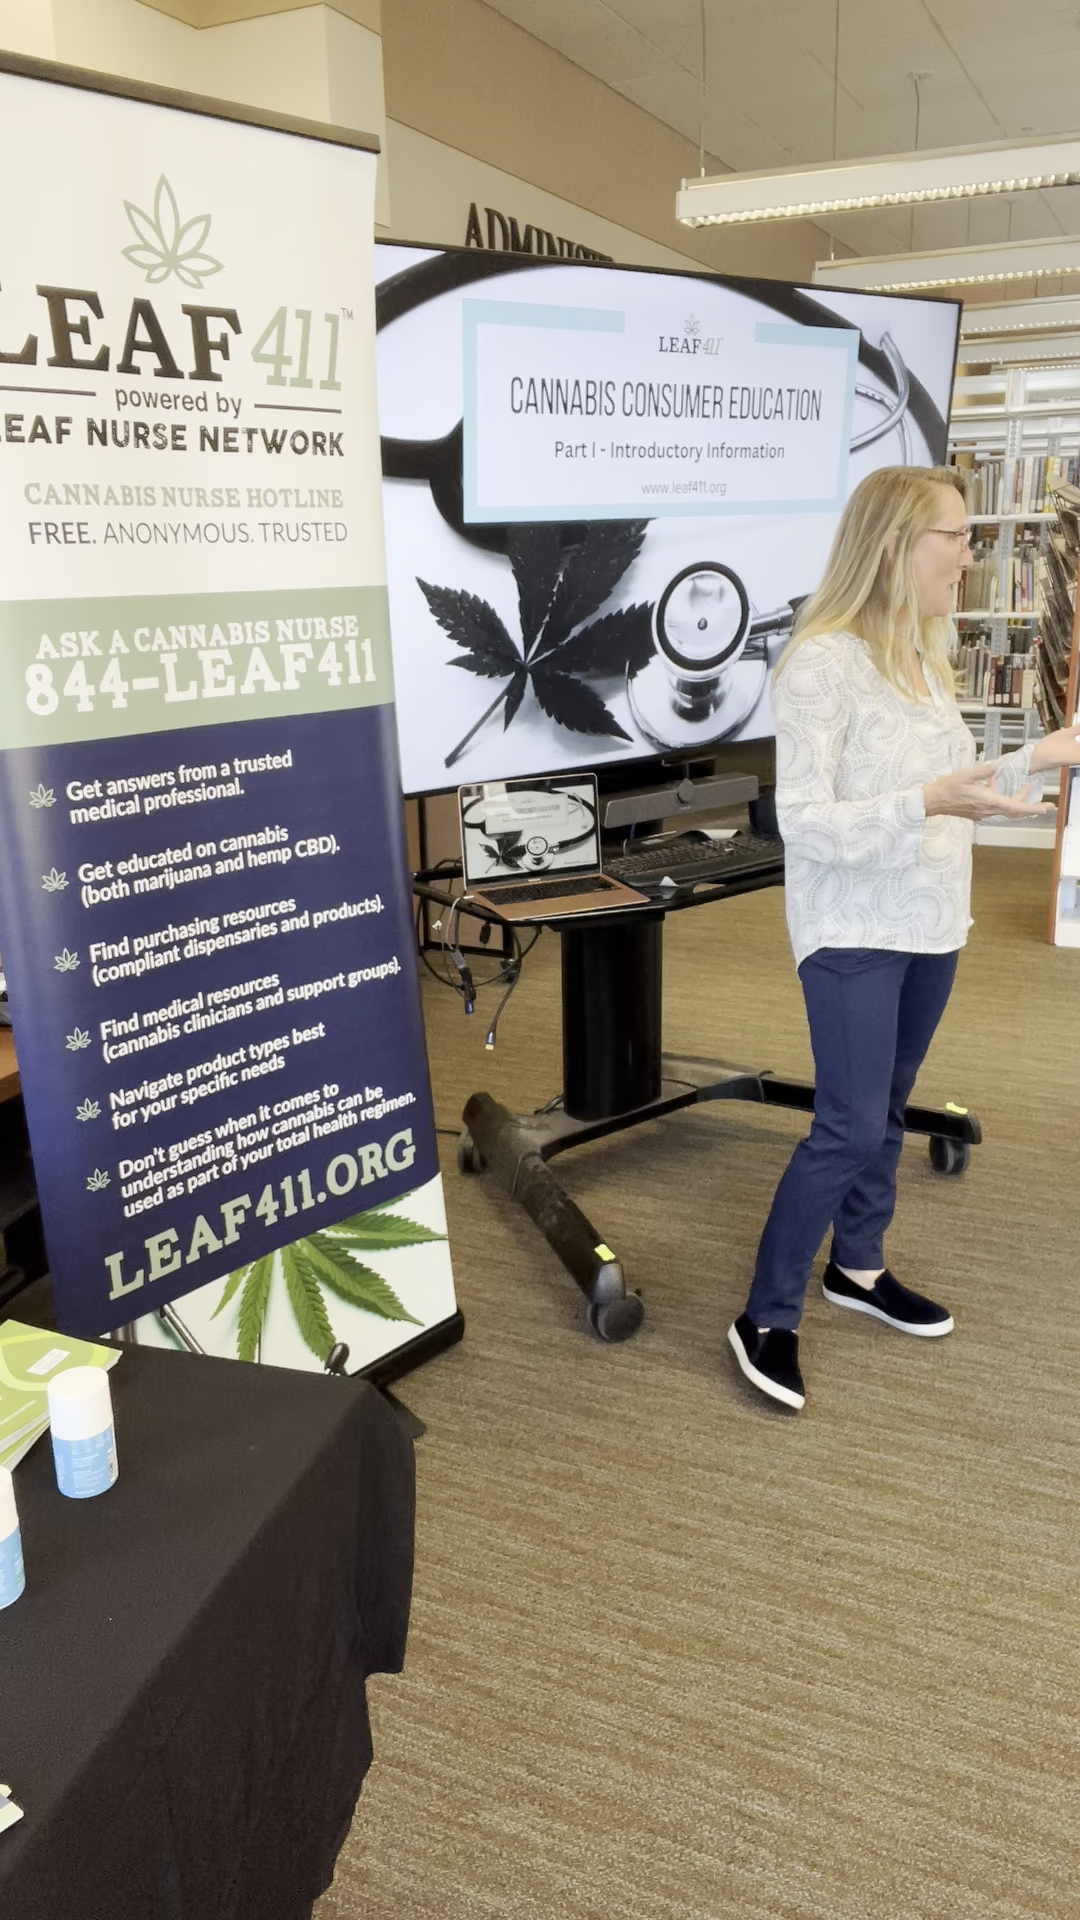 LEAF 411™
powered by
LEAF NURSE NETWORK
CANNABIS NURSE HOTLINE
FREE. ANONYMOUS. TRUSTED
ASK A CANNABIS NURSE
844-LEAF411
Get answers from a trusted
medical professional.
Get educated on cannabis
(both marijuana and hemp CBD).
Find purchasing resources
(compliant dispensaries and products).
Find medical resources
(cannabis clinicians and support groups).
Navigate product types best
for your specific needs
Don't guess when it comes to
understanding how cannabis can be
used as part of your total health regimen.
LEAF411.ORG
LEAF411
CANNABIS CONSUMER EDUCATION
Part I - Introductory Information
www.leaf411.org